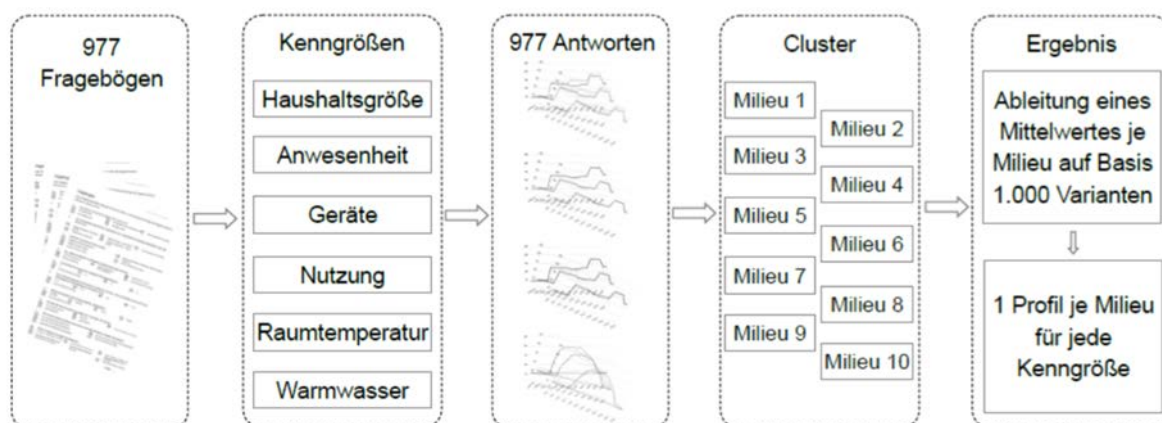 977
Fragebögen
Kenngrößen
Haushaltsgröße
Anwesenheit
Geräte
Nutzung
Raumtemperatur
Warmwasser
977 Antworten
Cluster
Milieu 1
Milieu 2
Milieu 3
Milieu 4
Milieu 5
Milieu 6
Milieu 7
Milieu 8
Milieu 9
Milieu 10
Ergebnis
Ableitung eines
Mittelwertes je
Milieu auf Basis
1.000 Varianten
1 Profil je Milieu
für jede
Kenngröße